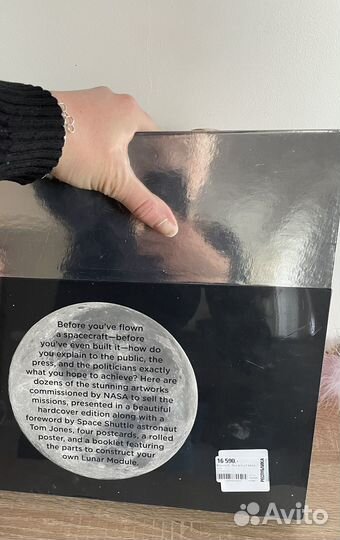 Before you've flown
a spacecraft—before
you've even built it—how do
you explain to the public, the
press, and the politicians exactly
what you hope to achieve? Here are
dozens of the stunning artworks
commissioned by NASA to sell the
missions, presented in a beautiful
hardcover edition along with a
foreword by Space Shuttle astronaut
Tom Jones, four postcards, a rolled
poster, and a booklet featuring
the parts to construct your
own Lunar Module.
16 590.-
РЕСПУБЛИКА
Avito